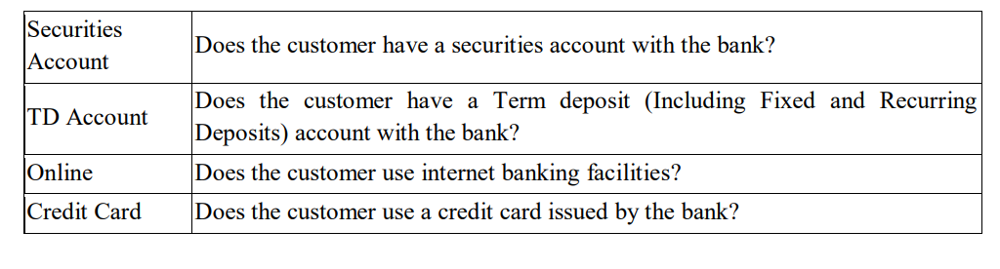 Securities
Account
Does the customer have a securities account with the bank?
TD Account
Does the customer have a Term deposit (Including Fixed and Recurring
Deposits) account with the bank?
Online
Does the customer use internet banking facilities?
Credit Card
Does the customer use a credit card issued by the bank?